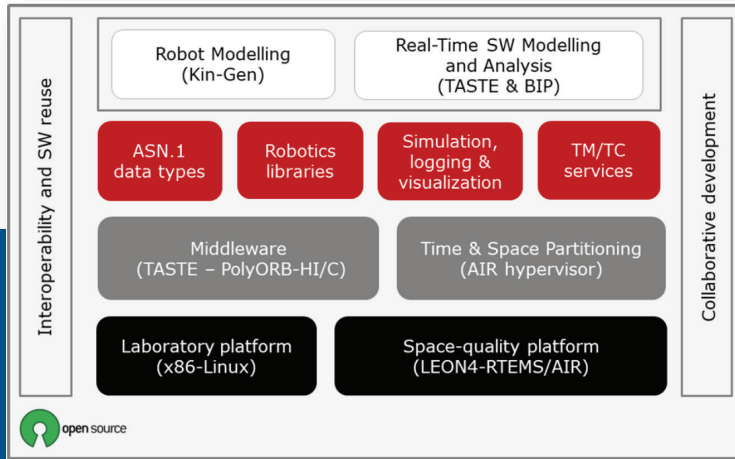 Interoperability and SW reuse
Robot Modelling
(Kin-Gen)
Real-Time SW Modelling
and Analysis
(TASTE & BIP)
ASN.1
data types
Robotics
libraries
Simulation,
logging &
visualization
TM/TC
services
Middleware
(TASTE – PolyORB-HI/C)
Time & Space Partitioning
(AIR hypervisor)
Laboratory platform
(x86-Linux)
Space-quality platform
(LEON4-RTEMS/AIR)
Collaborative development
open source